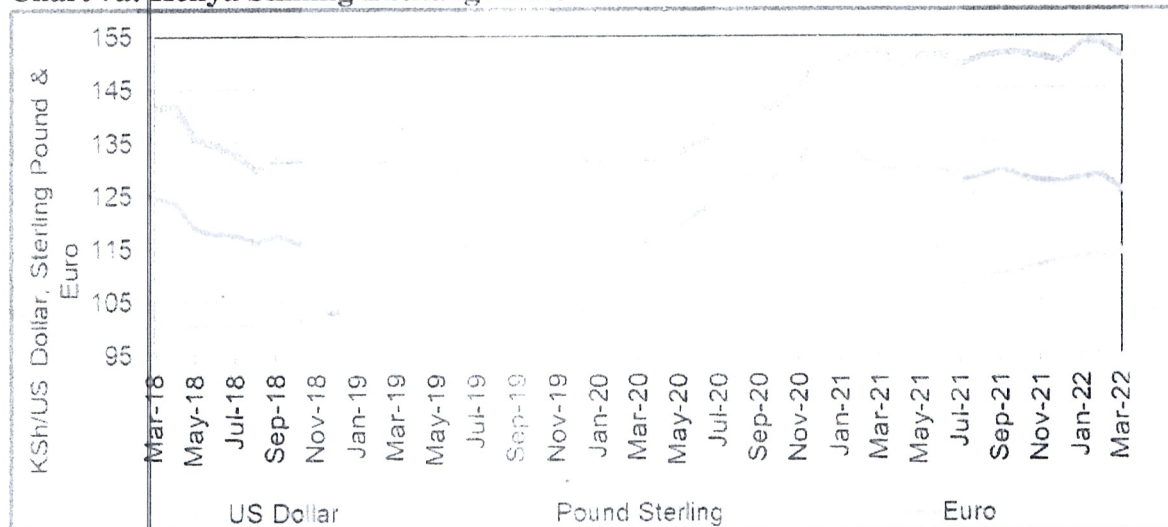 155
145
135
125
115
105
95
KSh/US Dollar, Sterling Pound &
Euro
Mar-18
May-18
Jul-18
Sep-18
Nov-18
Jan-19
Mar-19
May-19
Jul-19
Sep-19
Nov-19
Jan-20
Mar-20
May-20
Jul-20
Sep-20
Nov-20
Jan-21
Mar-21
May-21
Jul-21
Sep-21
Nov-21
Jan-22
Mar-22
US Dollar Pound Sterling Euro